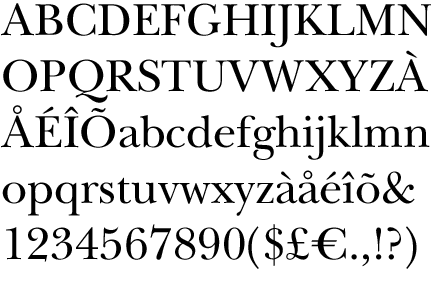 ABCDEFGHIJKLMN
OPQRSTUVWXYZÀ
ÅÉÎÕabcdefghijklmn
opqrstuvwxyzàåéîõ&
1234567890($£€.,!?)